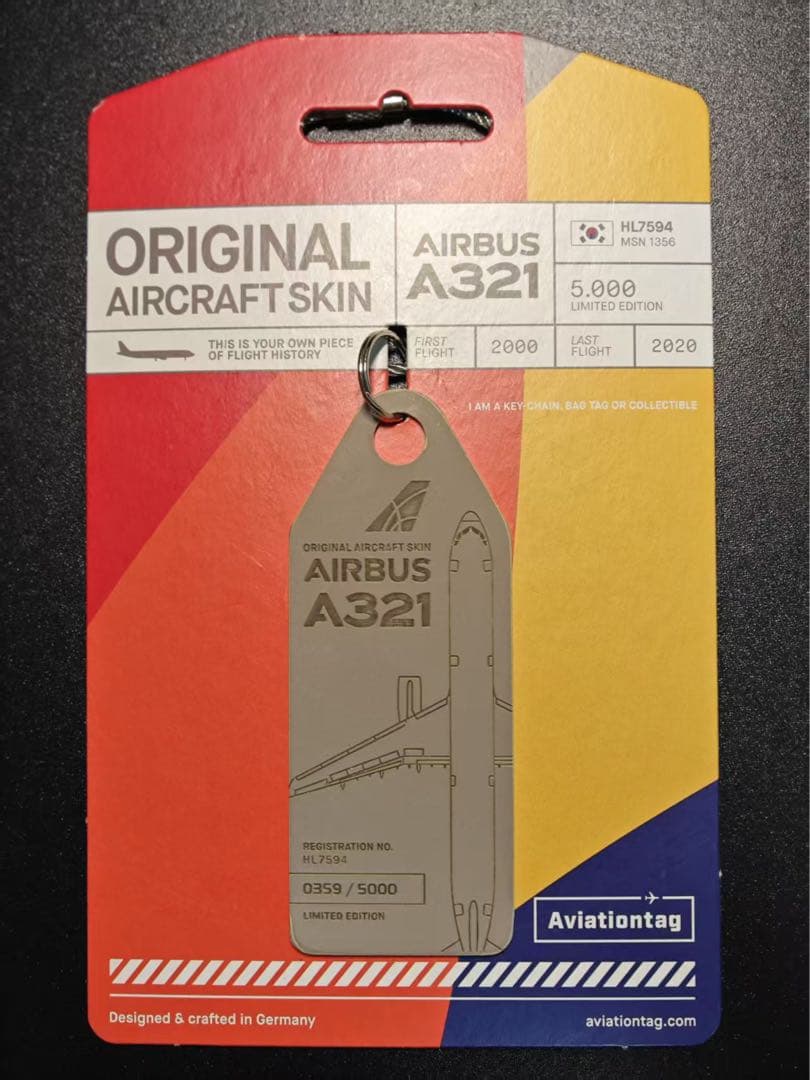 ORIGINAL
AIRCRAFT SKIN
AIRBUS
A321
HL7594
MSN 1356
5.000
LIMITED EDITION
THIS IS YOUR OWN PIECE
OF FLIGHT HISTORY
FIRST
FLIGHT
2000
LAST
FLIGHT
2020
I AM A KEY-CHAIN, BAG TAG OR COLLECTIBLE
ORIGINAL AIRCRAFT SKIN
AIRBUS
A321
REGISTRATION NO.
HL7594
0359 / 5000
LIMITED EDITION
Aviationtag
Designed & crafted in Germany
aviationtag.com